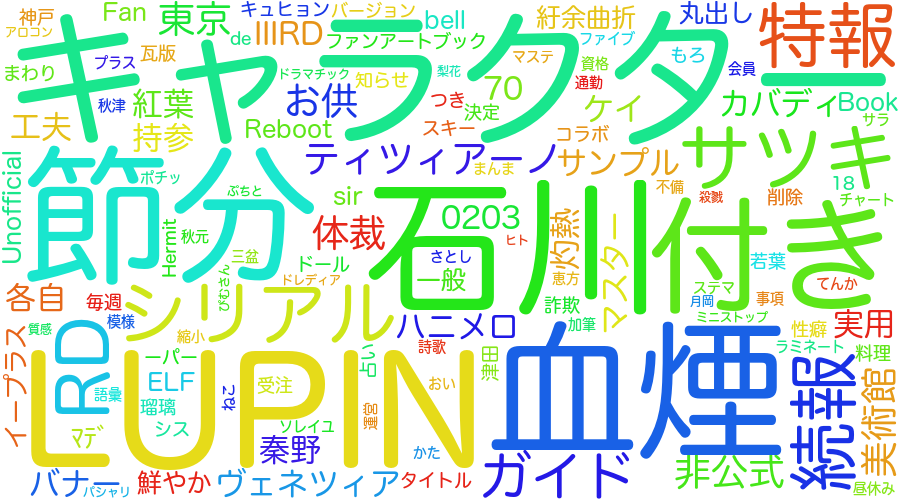 神戸
Fan
東京
キュヒョン
バージョン
bell
紆余曲折
丸出し
特報
アロコン
瓦版
de
IIIRD
ファンアートブック
マステ
ファイブ
もろ
会員
キャラクター
まわり
プラス
ドラマチック
知らせ
梨花
資格
通勤
秋津
紅葉
お供
つき
70
決定
ケイ
カバディ
Book
サラ
工夫
持参
Reboot
スキー
コラボ
サツキ
節分
ティツィアーノ
サンプル
Unofficial
ポチッ
まんま
不備
殺戮
削除
18
チャート
ぷちと
sir
0203
石川
付き
Hermit
秋元
体裁
灼熱
マスター
ヒト
三盆
さとし
若葉
びむさん
ドール
一般
恵方
ドレディア
ステマ
てんか
各自
毎週
シリアル
詐欺
月岡
事項
模様
ハニメロ
加筆
ミニストップ
性癖
実用
質感
縮小
詩歌
ラミネート
料理
イープラス
RD
LUPIN
血煙
続報
美術館
ーパー
占い
津田
語彙
ELF
ねこ
受注
おい
瑠璃
マデ
シス
ソレイユ
運営
秦野
かた
ガイド
非公式
バナー
パシャリ
鮮やか
ヴェネツィア
タイトル
昼休み